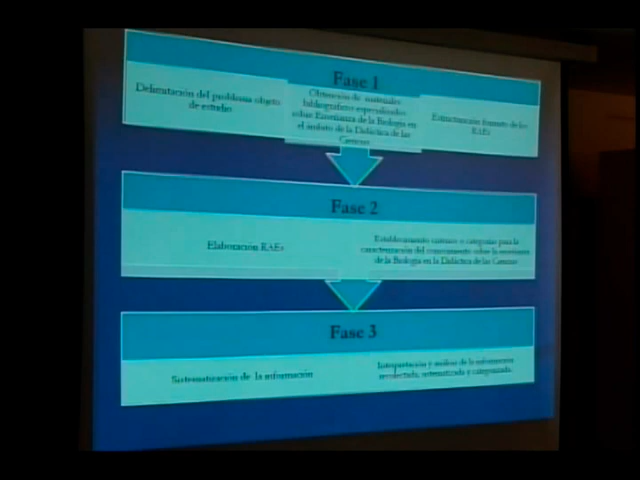 Fase 1
Delimitación del problema objeto
de estudio
Obtención de materiales
bibliográficos especializados
sobre Enseñanza de la Biología en
el ámbito de la Didáctica de las
Ciencias
Estructuración formato de los
RAEs
Fase 2
Elaboración RAEs
Establecimiento categorías para la
caracterización del conocimiento sobre la enseñanza
de la Biología en la Didáctica de las Ciencias
Fase 3
Sistematización de la información
Interpretación y análisis de la información
recolectada, sistematizada y categorizada.